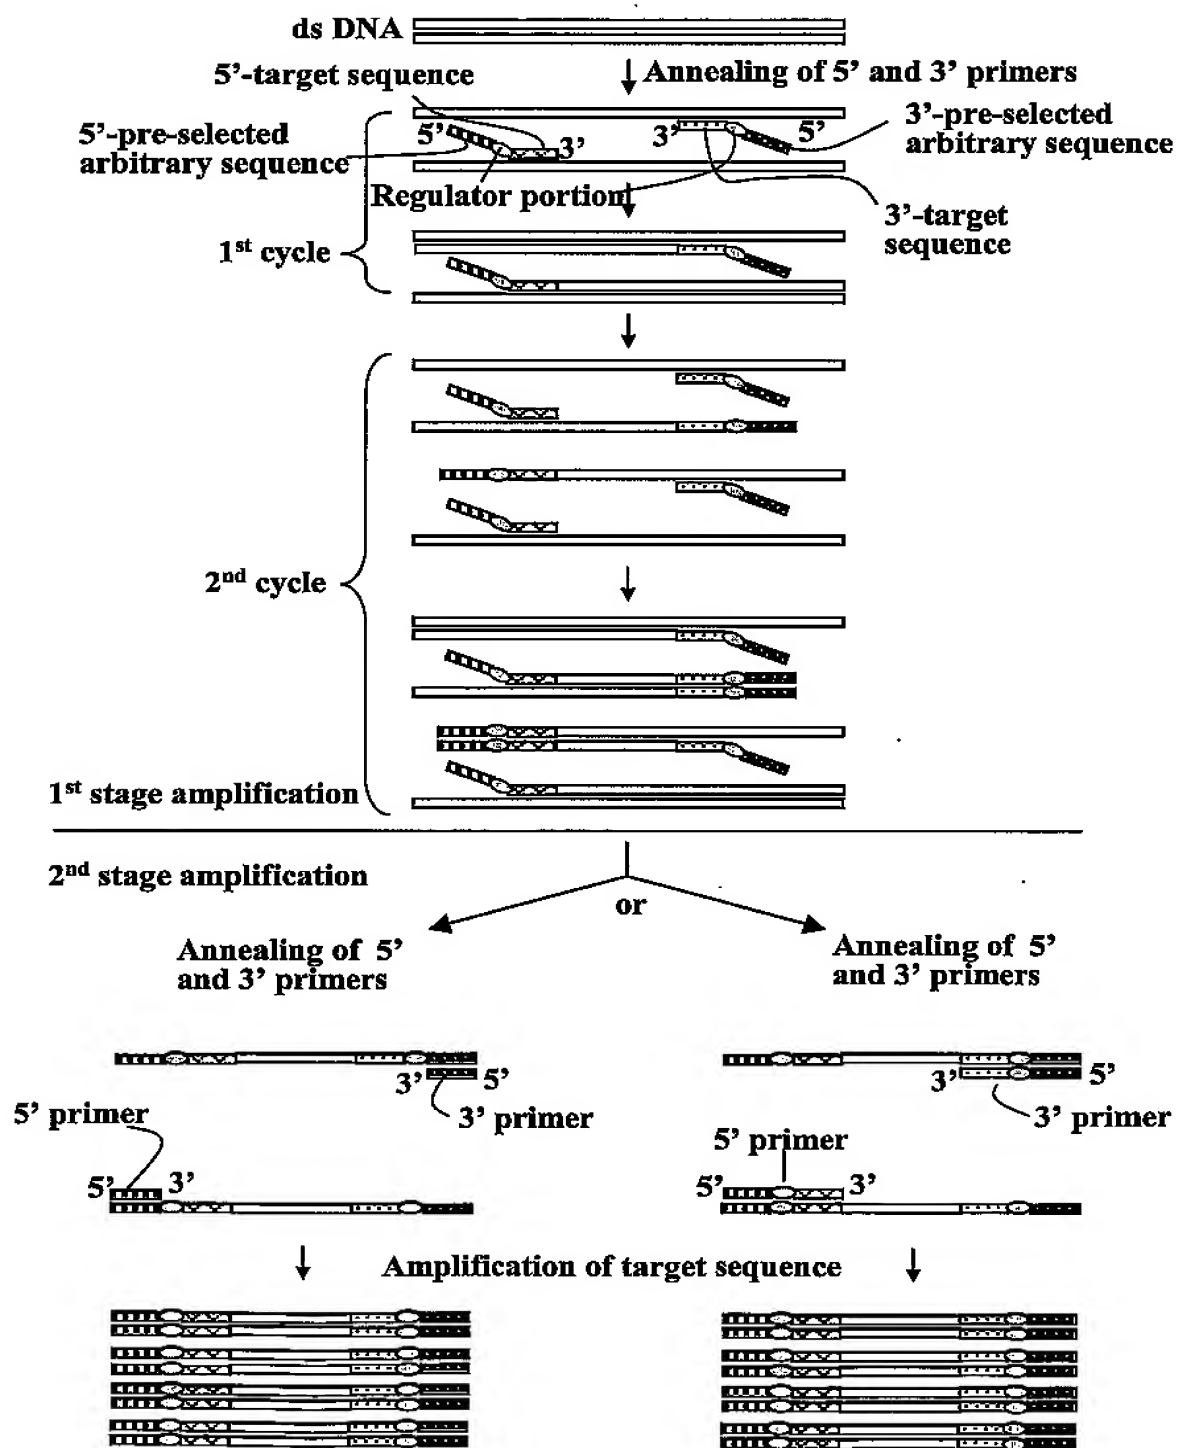 ds DNA
5’-target sequence
Annealing of 5’ and 3’ primers
5’-pre-selected
arbitrary sequence
5’
3’
3’
5’
3’-pre-selected
arbitrary sequence
Regulator portion
3’-target
sequence
1st cycle
2nd cycle
1st stage amplification
2nd stage amplification
or
Annealing of 5’
and 3’ primers
Annealing of 5’
and 3’ primers
3’
5’
3’ primer
5’ primer
5’
3’
3’
5’
3’ primer
5’ primer
5’
3’
Amplification of target sequence